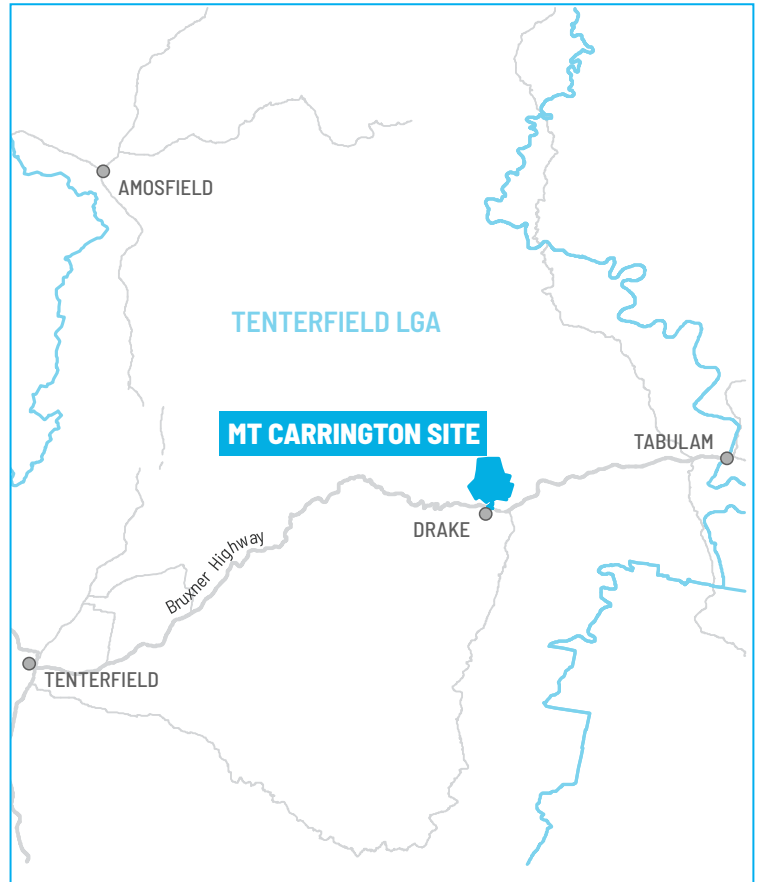 AMOSFIELD
TENTERFIELD LGA
MT CARRINGTON SITE
TABULAM
DRAKE
Bruxner Highway
TENTERFIELD